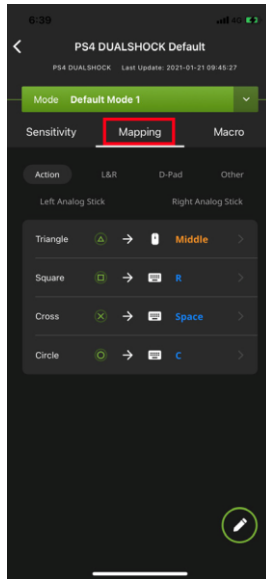 6:39 4G
PS4 DUALSHOCK Default
PS4 DUALSHOCK Last Update: 2021-01-21 09:45:27
Mode Default Mode 1
Sensitivity Mapping Macro
Action L&R D-Pad Other
Left Analog Stick Right Analog Stick
Triangle Middle
Square R
Cross Space
Circle C